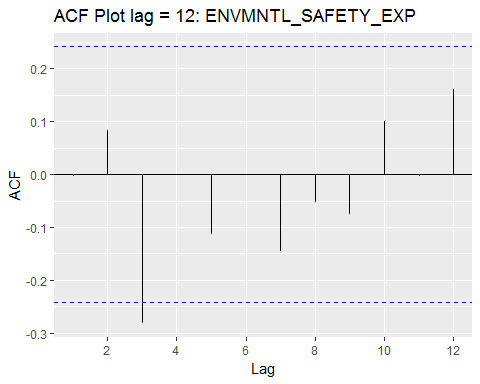 ACF Plot lag = 12: ENVMNTL_SAFETY_EXP
ACF
0.2
0.1
0.0
-0.1
-0.2
-0.3
2 4 6 8 10 12
Lag